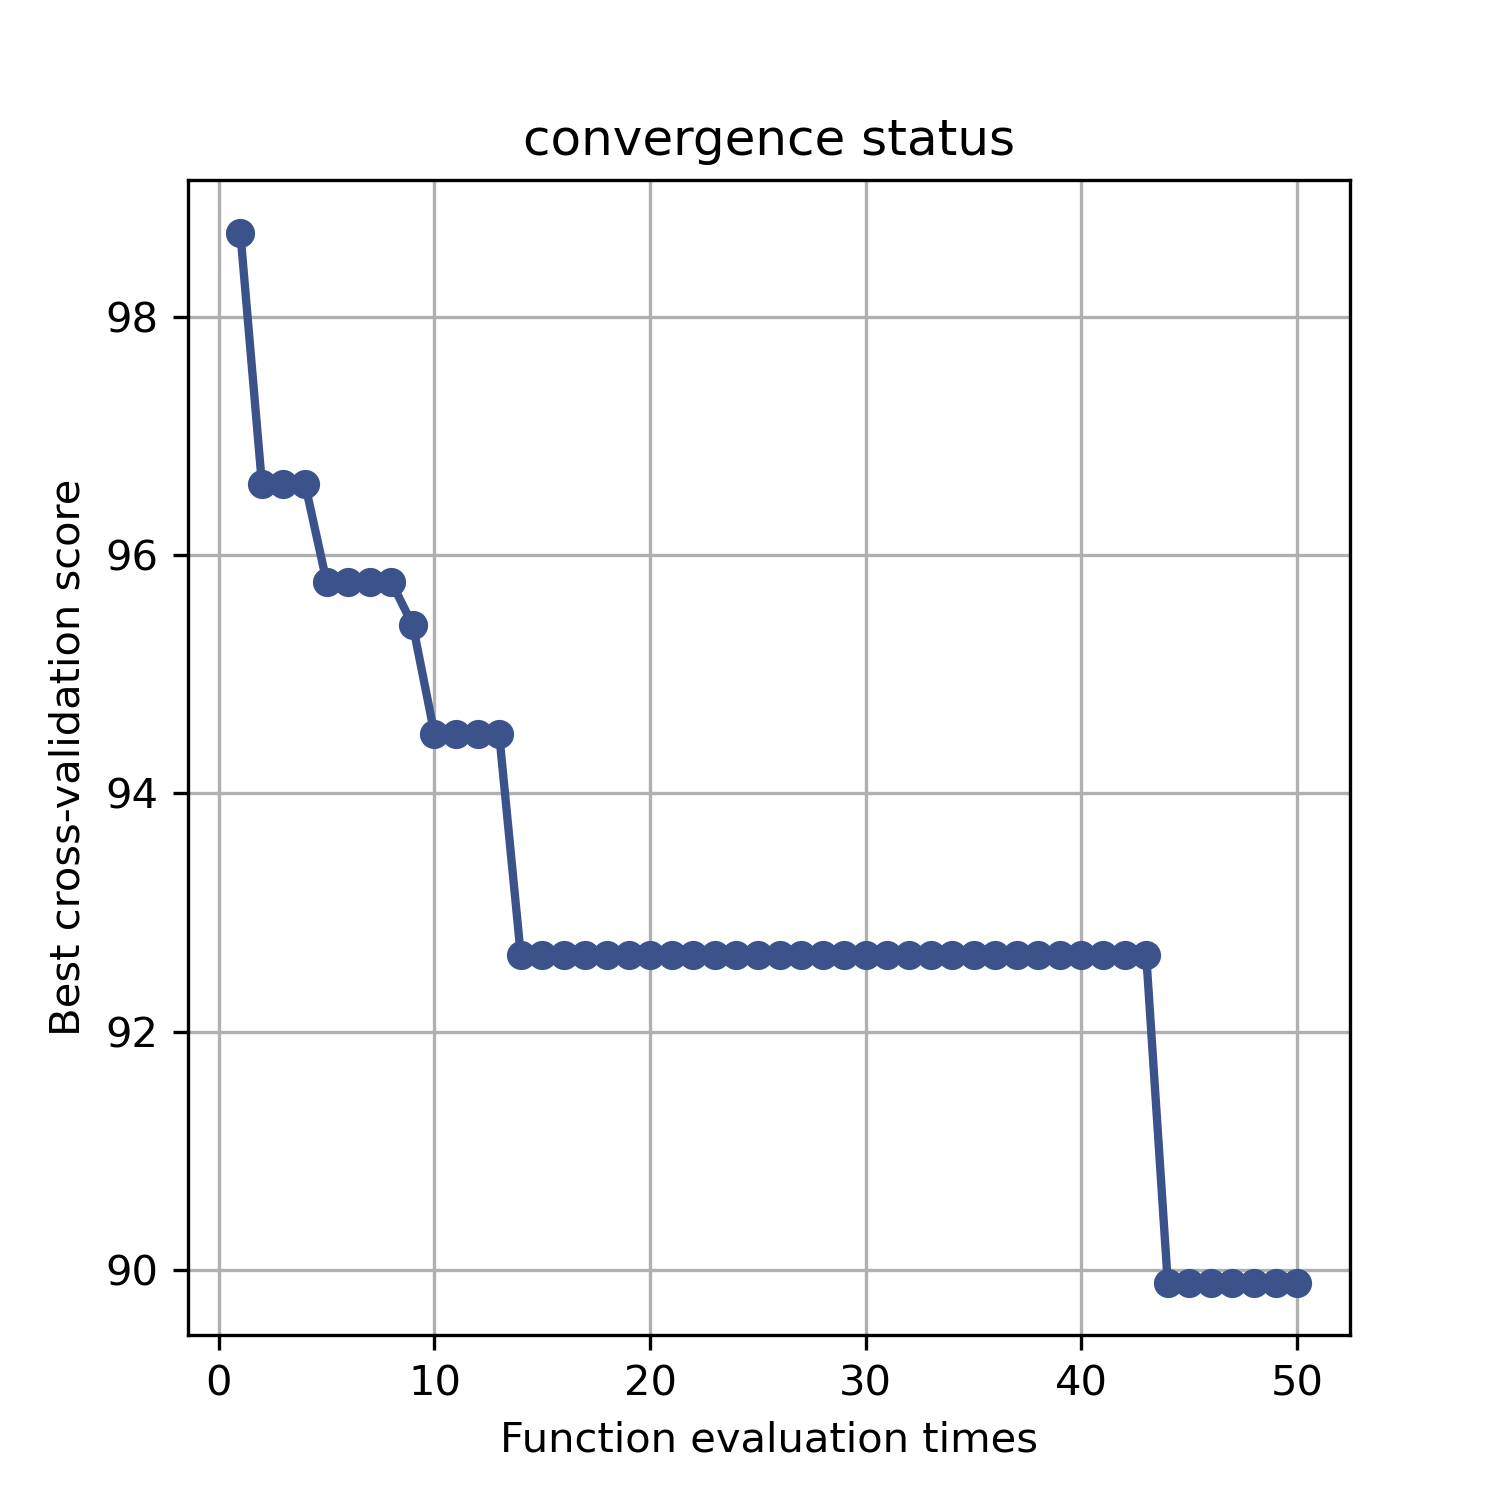 convergence status
Best cross-validation score
98
96
94
92
90
0 10 20 30 40 50
Function evaluation times